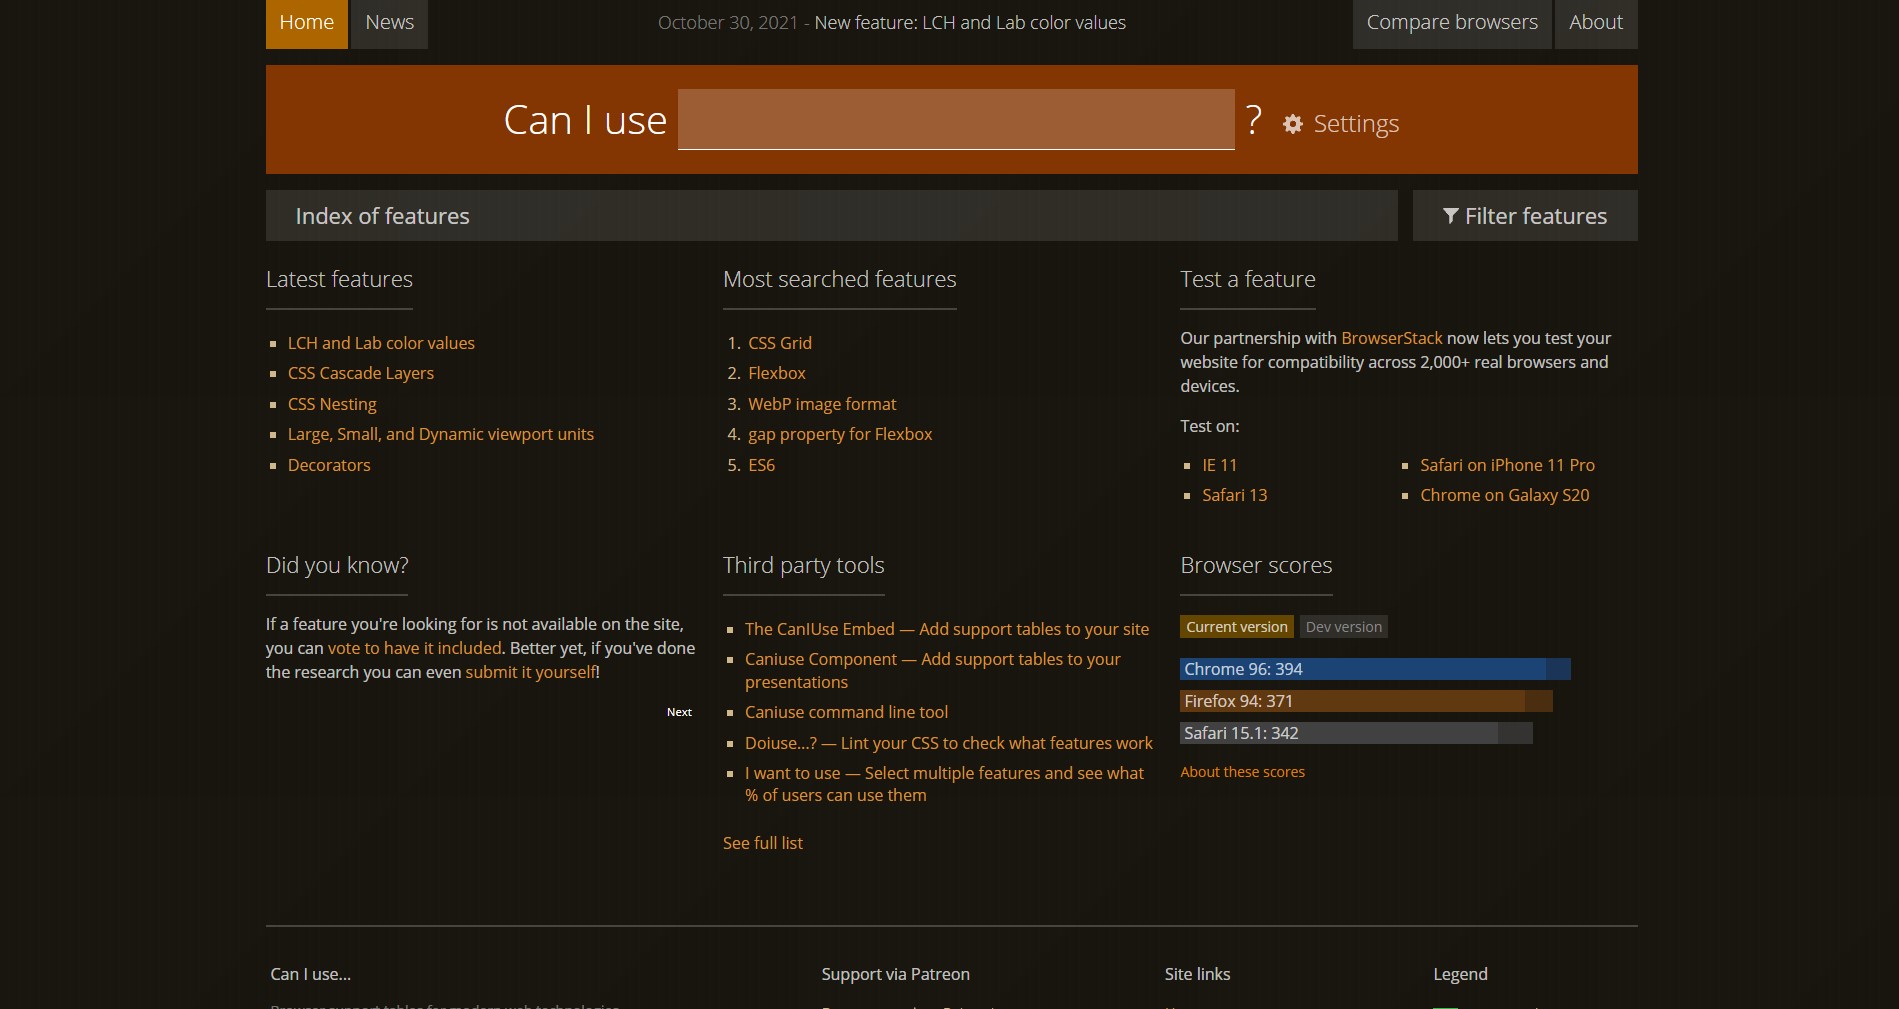 Home
News
October 30, 2021 - New feature: LCH and Lab color values
Compare browsers
About
Can I use
?
Settings
Index of features
Filter features
Latest features
LCH and Lab color values
CSS Cascade Layers
CSS Nesting
Large, Small, and Dynamic viewport units
Decorators
Most searched features
1. CSS Grid
2. Flexbox
3. WebP image format
4. gap property for Flexbox
5. ES6
Test a feature
Our partnership with BrowserStack now lets you test your
website for compatibility across 2,000+ real browsers and
devices.
Test on:
IE 11
Safari 13
Safari on iPhone 11 Pro
Chrome on Galaxy S20
Did you know?
If a feature you're looking for is not available on the site,
you can vote to have it included. Better yet, if you've done
the research you can even submit it yourself!
Next
Third party tools
The CanIUse Embed — Add support tables to your site
Caniuse Component — Add support tables to your
presentations
Caniuse command line tool
Doiuse...? — Lint your CSS to check what features work
I want to use — Select multiple features and see what
% of users can use them
See full list
Browser scores
Current version
Dev version
Chrome 96: 394
Firefox 94: 371
Safari 15.1: 342
About these scores
Can I use...
Browser support tables for modern web technologies
Support via Patreon
Site links
Legend